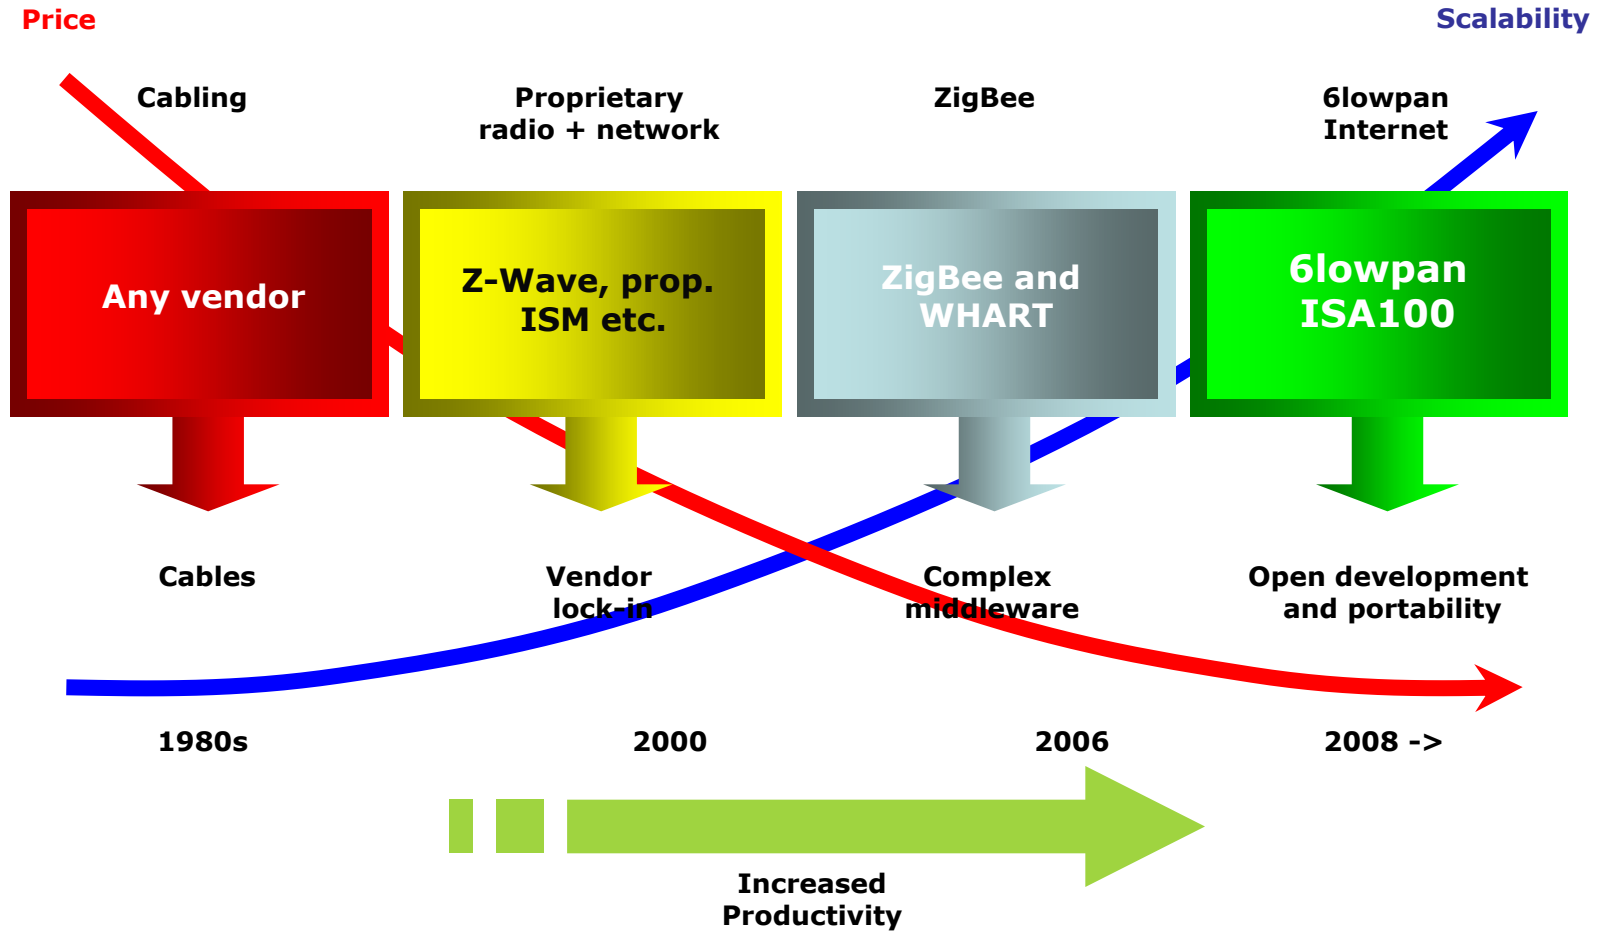 Price
Scalability
Cabling
Proprietary
radio + network
ZigBee
6lowpan
Internet
Any vendor
Z-Wave, prop.
ISM etc.
ZigBee and
WHART
6lowpan
ISA100
Cables
Vendor
lock-in
Complex
middleware
Open development
and portability
1980s
2000
2006
2008 ->
Increased
Productivity